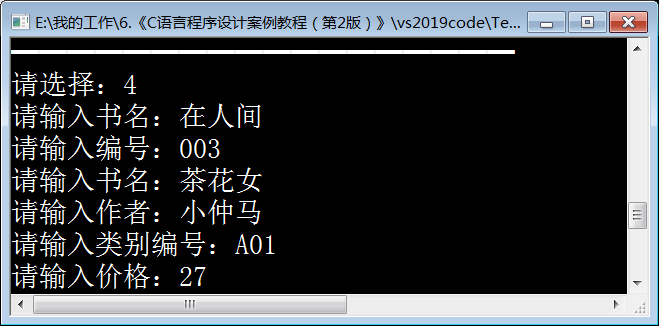 E:\我的工作\6.《C语言程序设计案例教程（第2版）》\vs2019code\Te...
请选择：4
请输入书名：在人间
请输入编号：003
请输入书名：茶花女
请输入作者：小仲马
请输入类别编号：A01
请输入价格：27